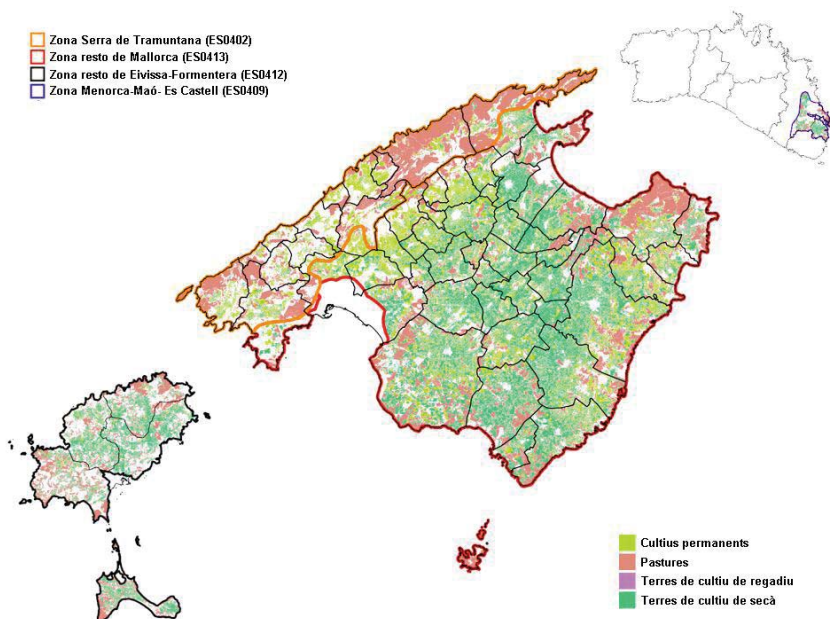 Zona Serra de Tramuntana (ES0402)
Zona resto de Mallorca (ES0413)
Zona resto de Eivissa-Formentera (ES0412)
Zona Menorca-Maó- Es Castell (ES0409)
Cultius permanents
Pastures
Terres de cultiu de regadiu
Terres de cultiu de secà